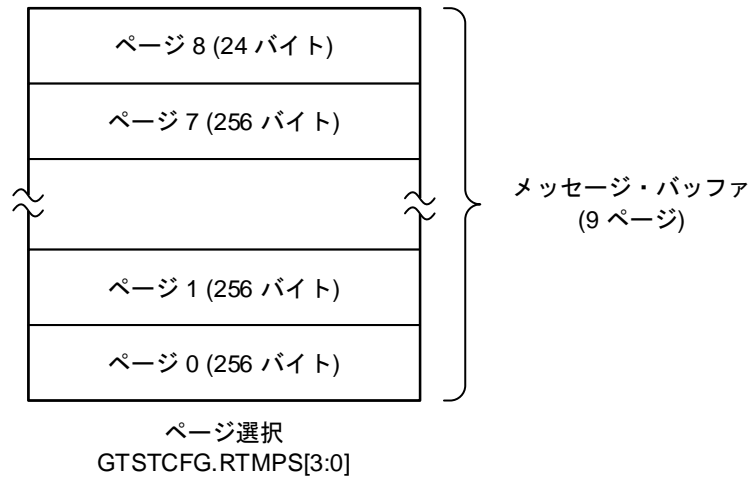 ページ 8 (24 バイト)
ページ 7 (256 バイト)
メッセージ・バッファ
(9 ページ)
ページ 1 (256 バイト)
ページ 0 (256 バイト)
ページ選択
GTSTCFG.RTMPS[3:0]